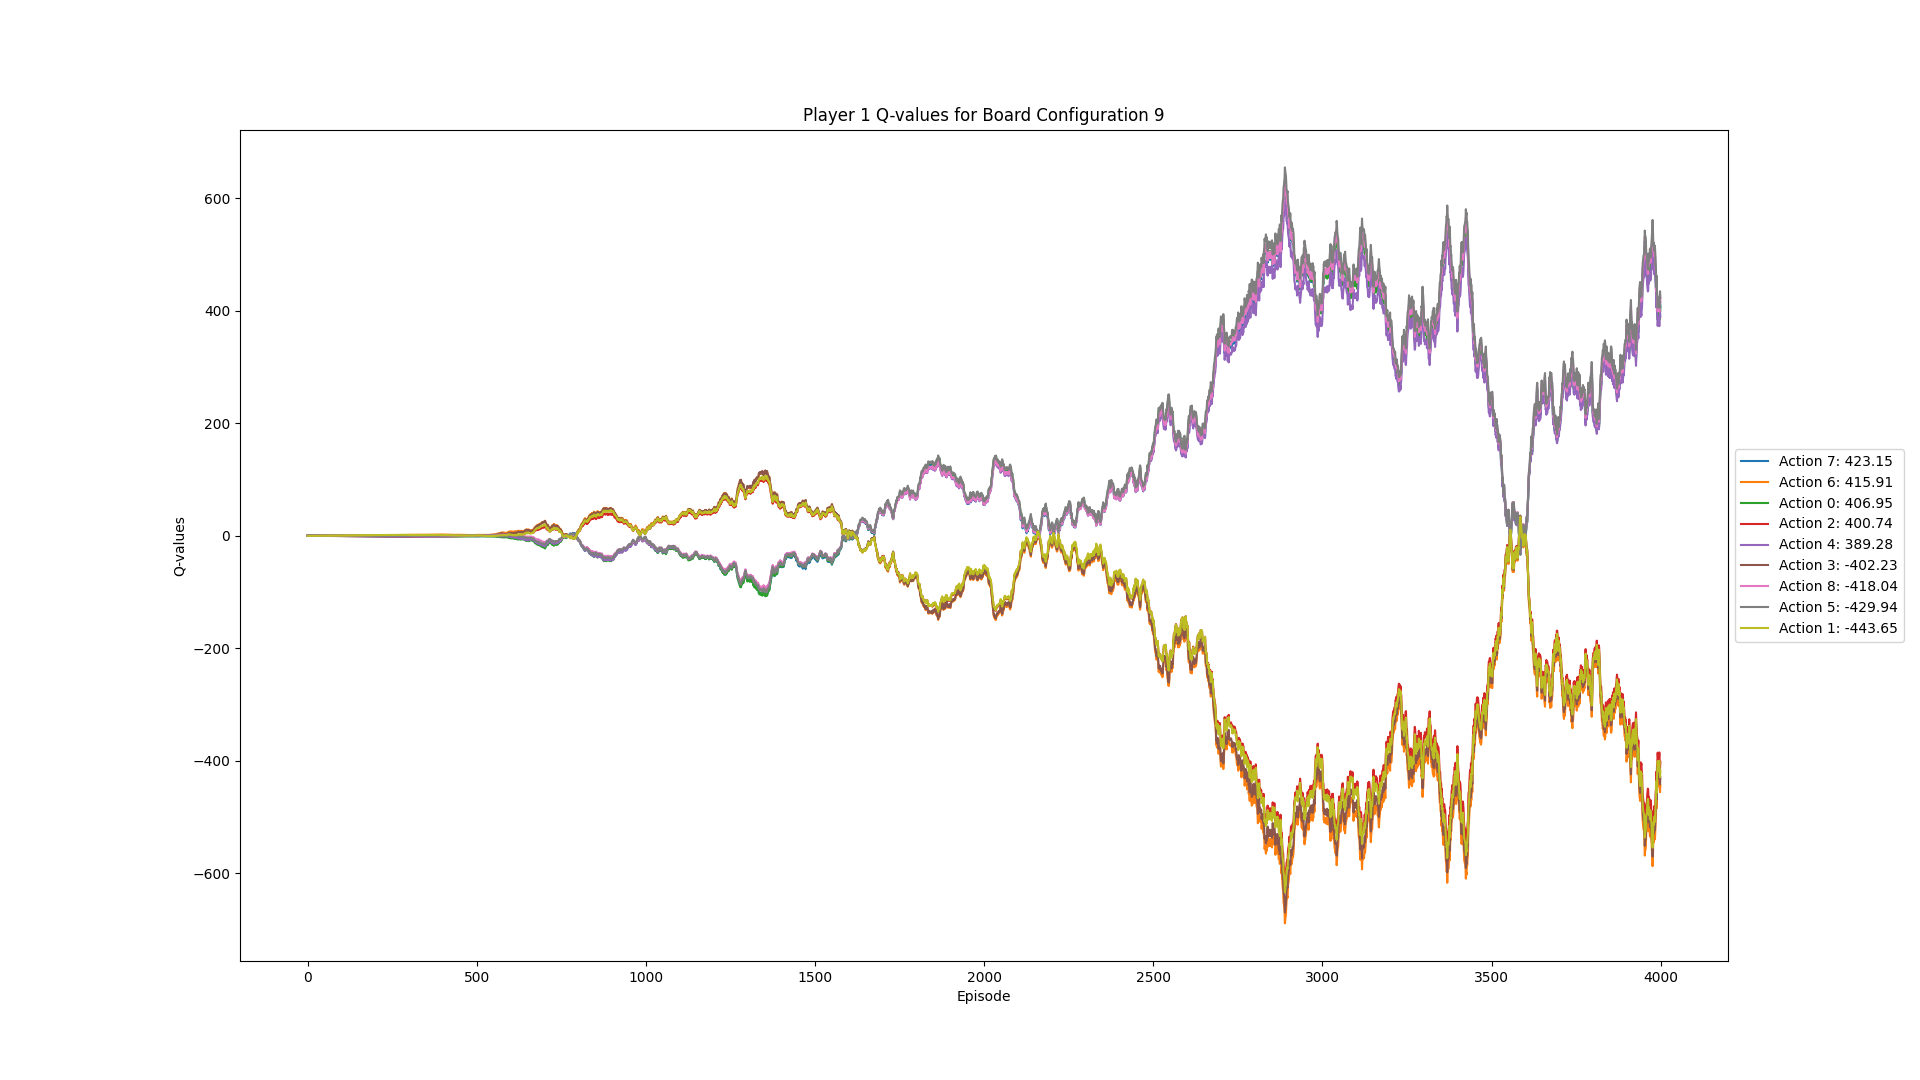 Player 1 Q-values for Board Configuration 9
600
400
200
0
−200
−400
−600
Q-values
0
500
1000
1500
2000
2500
3000
3500
4000
Episode
Action 7: 423.15
Action 6: 415.91
Action 0: 406.95
Action 2: 400.74
Action 4: 389.28
Action 3: -402.23
Action 8: -418.04
Action 5: -429.94
Action 1: -443.65